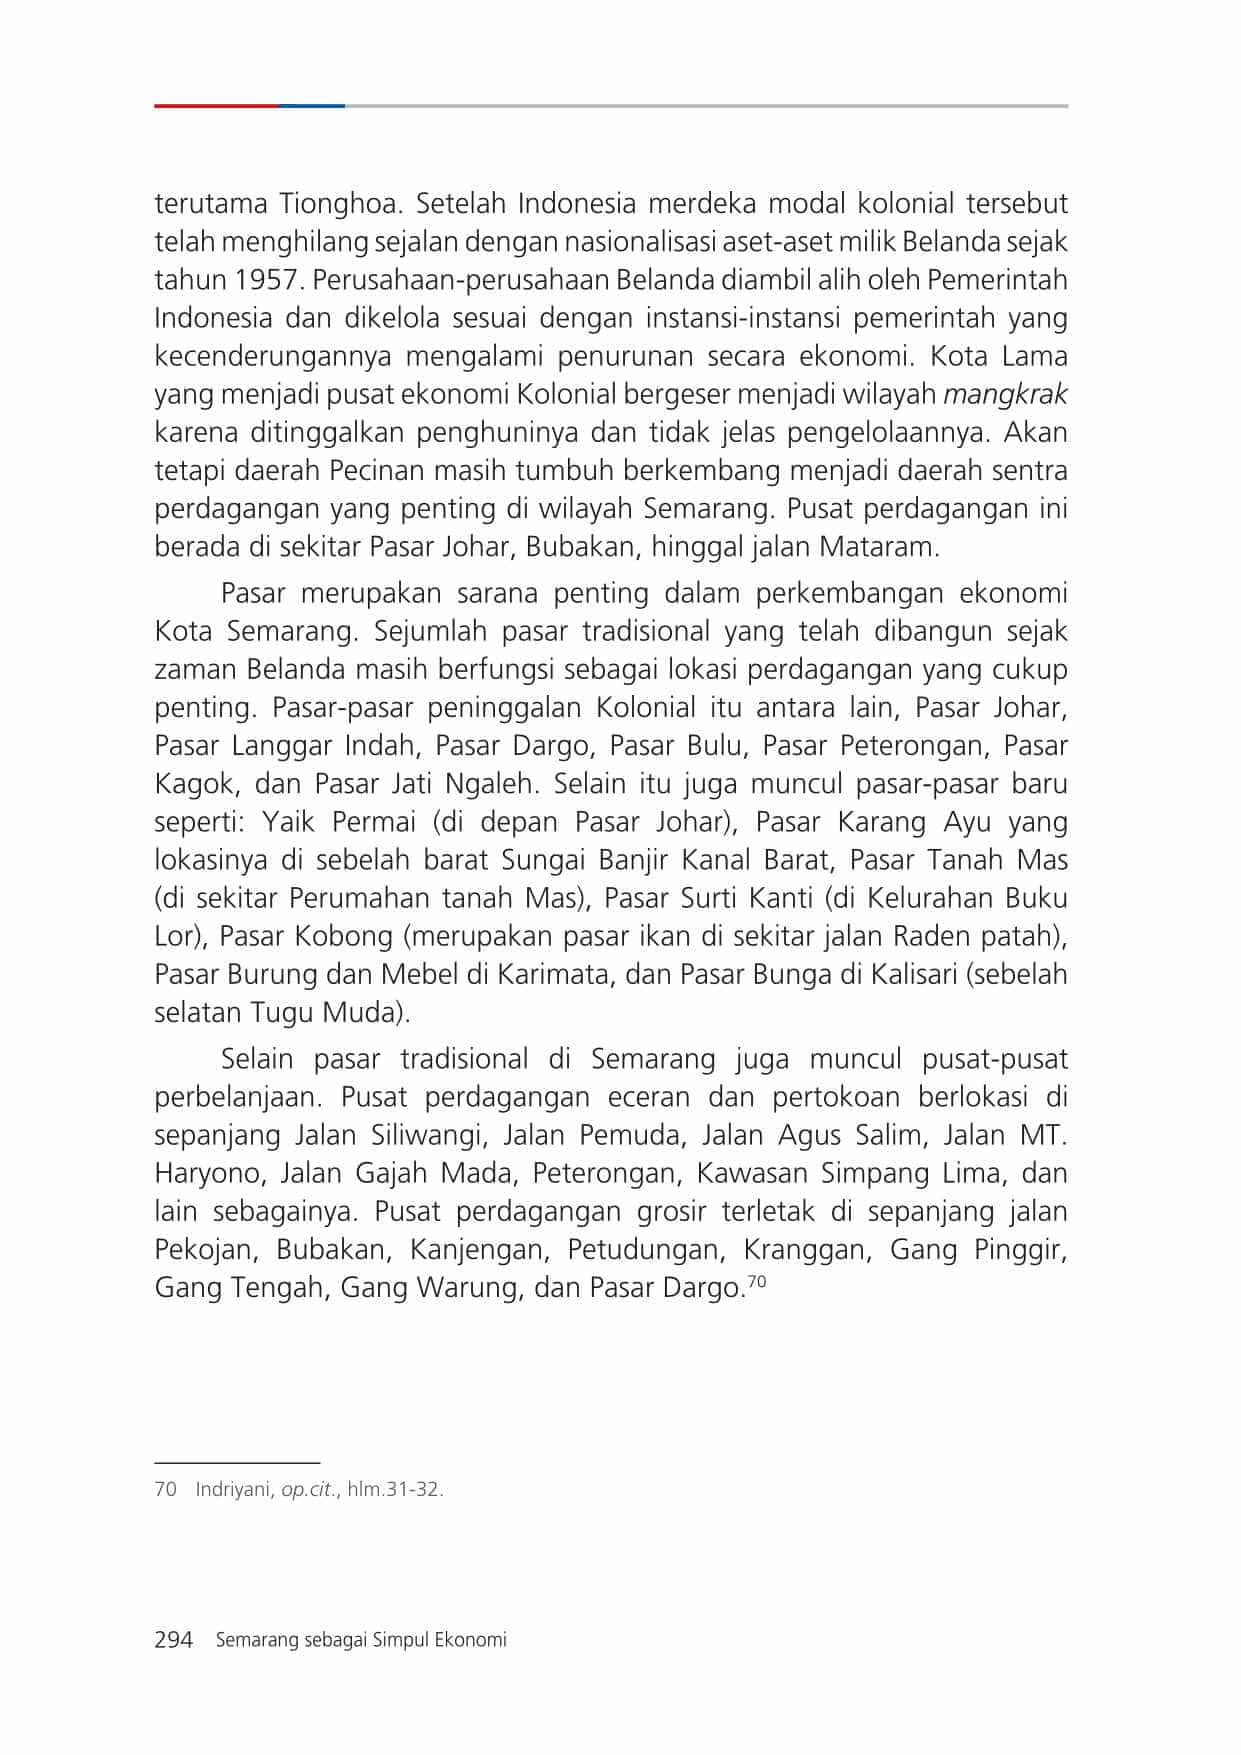 terutama Tionghoa. Setelah Indonesia merdeka modal kolonial tersebut
telah menghilang sejalan dengan nasionalisasi aset-aset milik Belanda sejak
tahun 1957. Perusahaan-perusahaan Belanda diambil alih oleh Pemerintah
Indonesia dan dikelola sesuai dengan instansi-instansi pemerintah yang
kecenderungannya mengalami penurunan secara ekonomi. Kota Lama
yang menjadi pusat ekonomi Kolonial bergeser menjadi wilayah mangkrak
karena ditinggalkan penghuninya dan tidak jelas pengelolaannya. Akan
tetapi daerah Pecinan masih tumbuh berkembang menjadi daerah sentra
perdagangan yang penting di wilayah Semarang. Pusat perdagangan ini
berada di sekitar Pasar Johar, Bubakan, hinggal jalan Mataram.
Pasar merupakan sarana penting dalam perkembangan ekonomi
Kota Semarang. Sejumlah pasar tradisional yang telah dibangun sejak
zaman Belanda masih berfungsi sebagai lokasi perdagangan yang cukup
penting. Pasar-pasar peninggalan Kolonial itu antara lain, Pasar Johar,
Pasar Langgar Indah, Pasar Dargo, Pasar Bulu, Pasar Peterongan, Pasar
Kagok, dan Pasar Jati Ngaleh. Selain itu juga muncul pasar-pasar baru
seperti: Yaik Permai (di depan Pasar Johar), Pasar Karang Ayu yang
lokasinya di sebelah barat Sungai Banjir Kanal Barat, Pasar Tanah Mas
(di sekitar Perumahan tanah Mas), Pasar Surti Kanti (di Kelurahan Buku
Lor), Pasar Kobong (merupakan pasar ikan di sekitar jalan Raden patah),
Pasar Burung dan Mebel di Karimata, dan Pasar Bunga di Kalisari (sebelah
selatan Tugu Muda).
Selain pasar tradisional di Semarang juga muncul pusat-pusat
perbelanjaan. Pusat perdagangan eceran dan pertokoan berlokasi di
sepanjang Jalan Siliwangi, Jalan Pemuda, Jalan Agus Salim, Jalan MT.
Haryono, Jalan Gajah Mada, Peterongan, Kawasan Simpang Lima, dan
lain sebagainya. Pusat perdagangan grosir terletak di sepanjang jalan
Pekojan, Bubakan, Kanjengan, Petudungan, Kranggan, Gang Pinggir,
Gang Tengah, Gang Warung, dan Pasar Dargo.70
70 Indriyani, op.cit., hlm.31-32.
294 Semarang sebagai Simpul Ekonomi